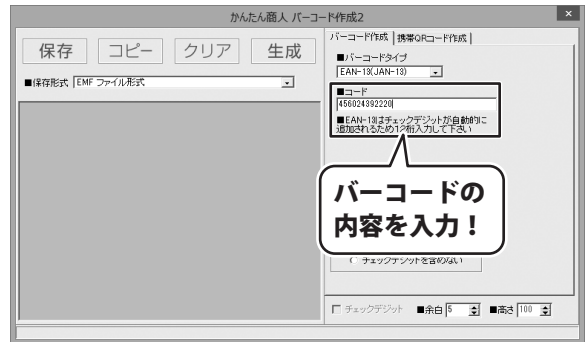 かんたん商人 バーコード作成2
×
保存 コピー クリア 生成
■保存形式 EMF ファイル形式
バーコード作成 携帯QRコード作成
■バーコードタイプ
EAN-13(JAN-13)
■コード
456024392220
■EAN-13はチェックデジットが自動的に
追加されるため12桁入力して下さい
バーコードの
内容を入力！
チェックデジットを含めない
チェックデジット ■余白 5 ■高さ 100